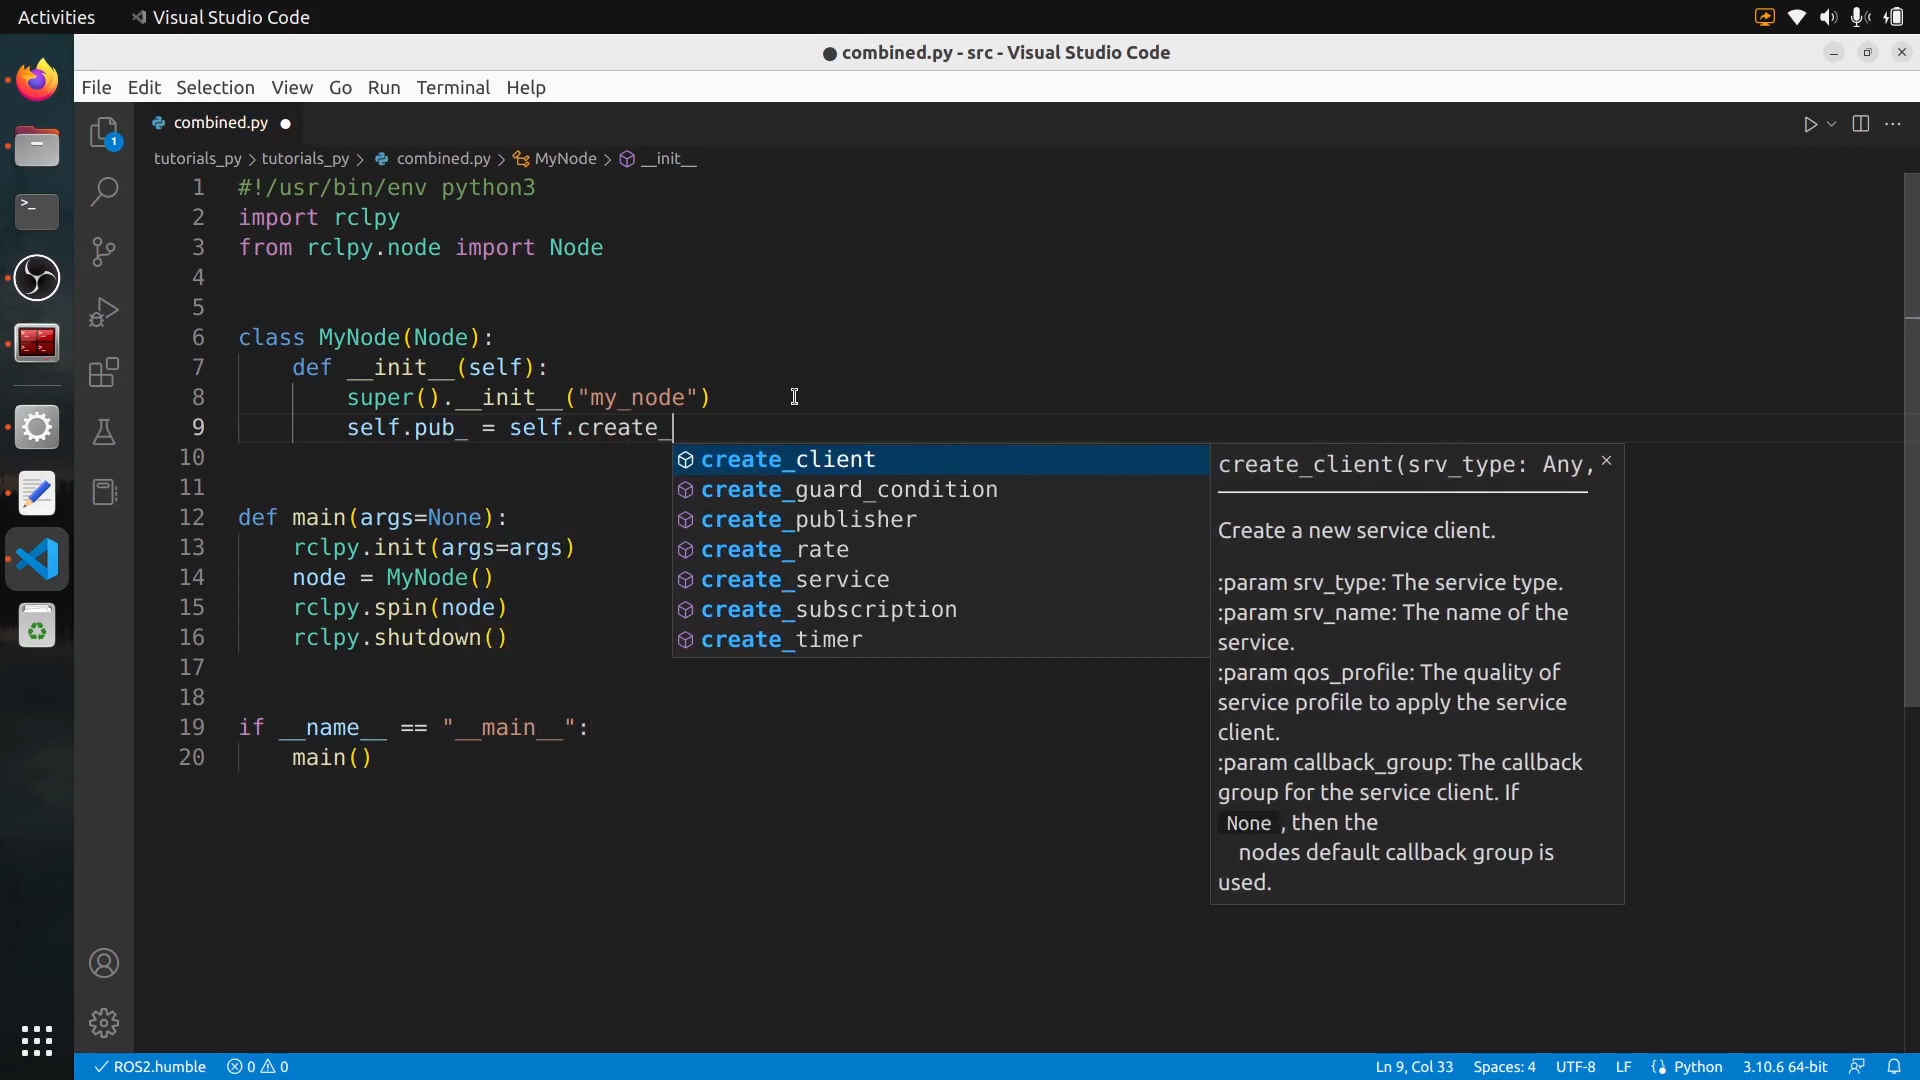 Activities Visual Studio Code
● combined.py - src - Visual Studio Code
File Edit Selection View Go Run Terminal Help
1
combined.py ●
tutorials_py > tutorials_py > combined.py > MyNode > __init__
1 #!/usr/bin/env python3
2 import rclpy
3 from rclpy.node import Node
4
5
6 class MyNode(Node):
7 def __init__(self):
8 super().__init__("my_node")
9 self.pub_ = self.create_
10
11
12 def main(args=None):
13 rclpy.init(args=args)
14 node = MyNode()
15 rclpy.spin(node)
16 rclpy.shutdown()
17
18
19 if __name__ == "__main__":
20 main()
create_client
create_guard_condition
create_publisher
create_rate
create_service
create_subscription
create_timer
create_client(srv_type: Any,
Create a new service client.
:param srv_type: The service type.
:param srv_name: The name of the
service.
:param qos_profile: The quality of
service profile to apply the service
client.
:param callback_group: The callback
group for the service client. If
None , then the
nodes default callback group is
used.
ROS2.humble 0 0 Ln 9, Col 33 Spaces: 4 UTF-8 LF Python 3.10.6 64-bit